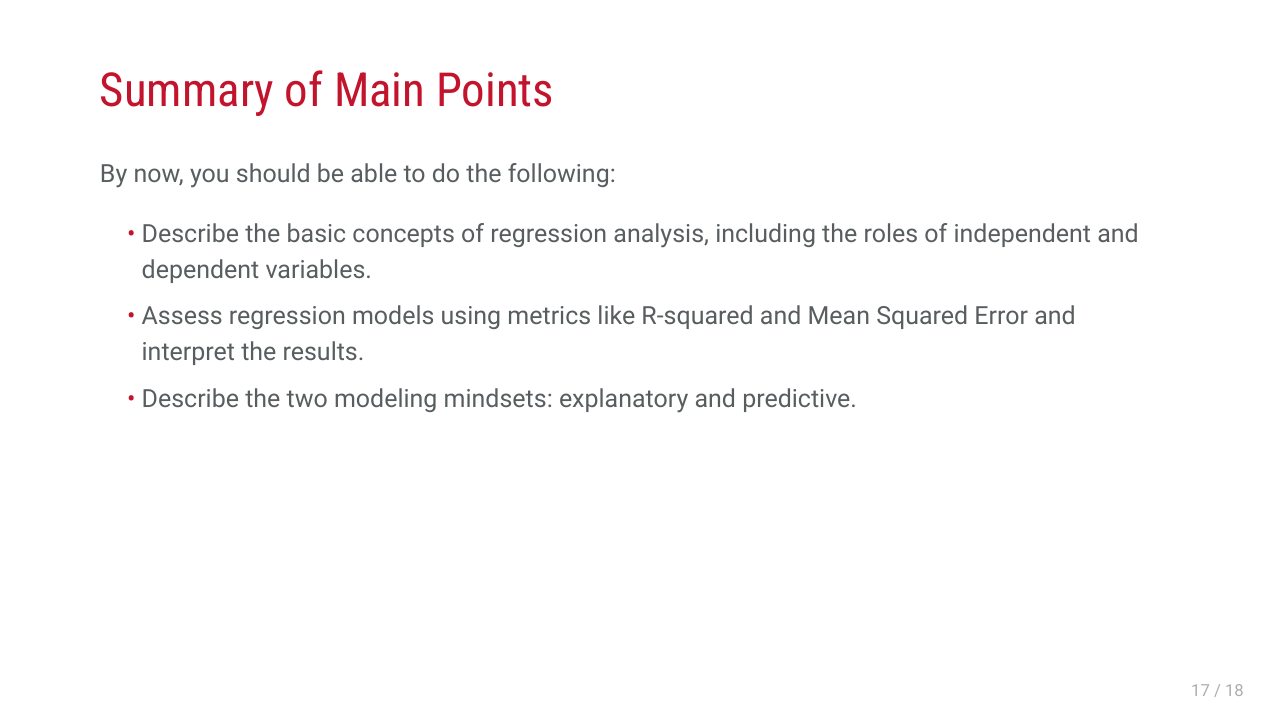 Summary of Main Points
By now, you should be able to do the following:
• Describe the basic concepts of regression analysis, including the roles of independent and
dependent variables.
• Assess regression models using metrics like R-squared and Mean Squared Error and
interpret the results.
• Describe the two modeling mindsets: explanatory and predictive.
17 / 18